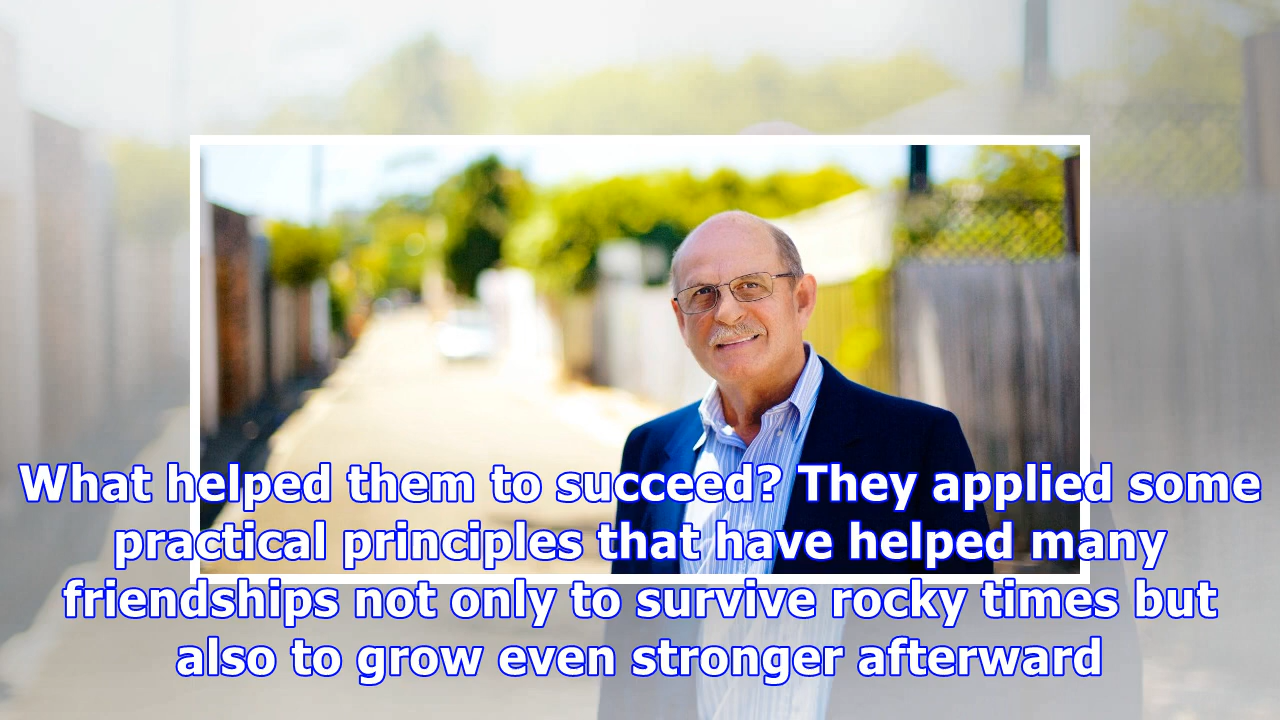 What helped them to succeed? They applied some
practical principles that have helped many
friendships not only to survive rocky times but
also to grow even stronger afterward